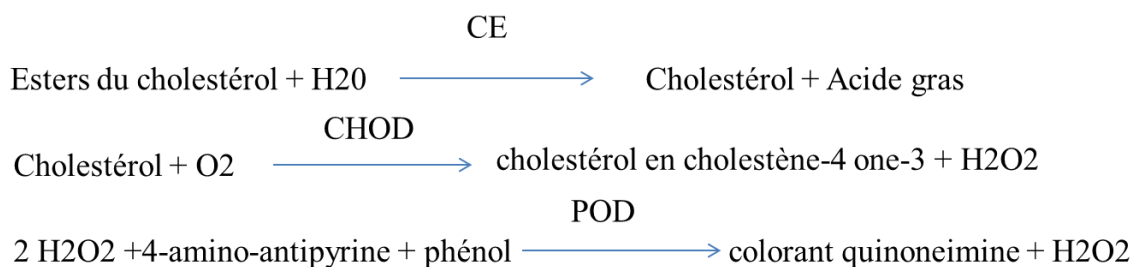 CE
Esters du cholestérol + H20 Cholestérol + Acide gras
CHOD
Cholestérol + O2 cholestérol en cholestène-4 one-3 + H2O2
POD
2 H2O2 +4-amino-antipyrine + phénol colorant quinoneimine + H2O2